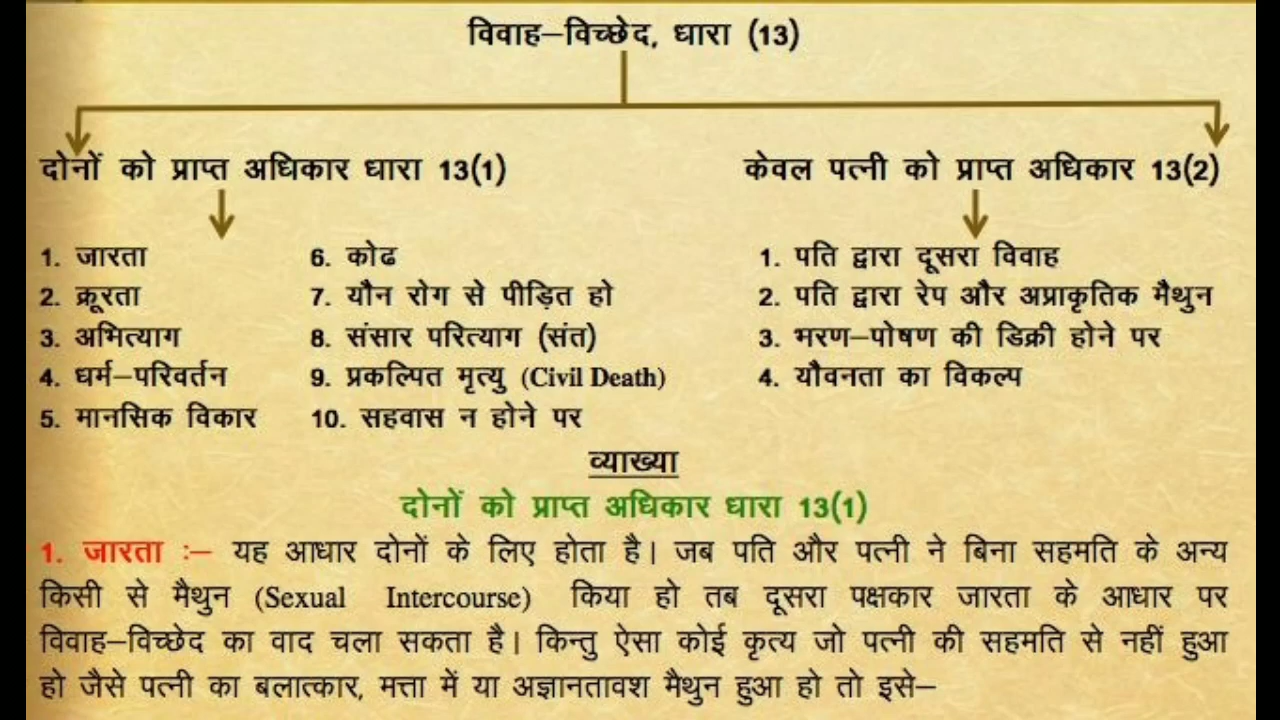 विवाह–विच्छेद, धारा (13)
दोनों को प्राप्त अधिकार धारा 13(1)
केवल पत्नी को प्राप्त अधिकार 13(2)
1. जारता
2. क्रूरता
3. अभित्याग
4. धर्म–परिवर्तन
5. मानसिक विकार
6. कोढ
7. यौन रोग से पीड़ित हो
8. संसार परित्याग (संत)
9. प्रकल्पित मृत्यु (Civil Death)
10. सहवास न होने पर
1. पति द्वारा दूसरा विवाह
2. पति द्वारा रेप और अप्राकृतिक मैथुन
3. भरण–पोषण की डिक्री होने पर
4. यौवनता का विकल्प
व्याख्या
दोनों को प्राप्त अधिकार धारा 13(1)
1. जारता :– यह आधार दोनों के लिए होता है। जब पति और पत्नी ने बिना सहमति के अन्य
किसी से मैथुन (Sexual Intercourse) किया हो तब दूसरा पक्षकार जारता के आधार पर
विवाह–विच्छेद का वाद चला सकता है। किन्तु ऐसा कोई कृत्य जो पत्नी की सहमति से नहीं हुआ
हो जैसे पत्नी का बलात्कार, मत्ता में या अज्ञानतावश मैथुन हुआ हो तो इसे–